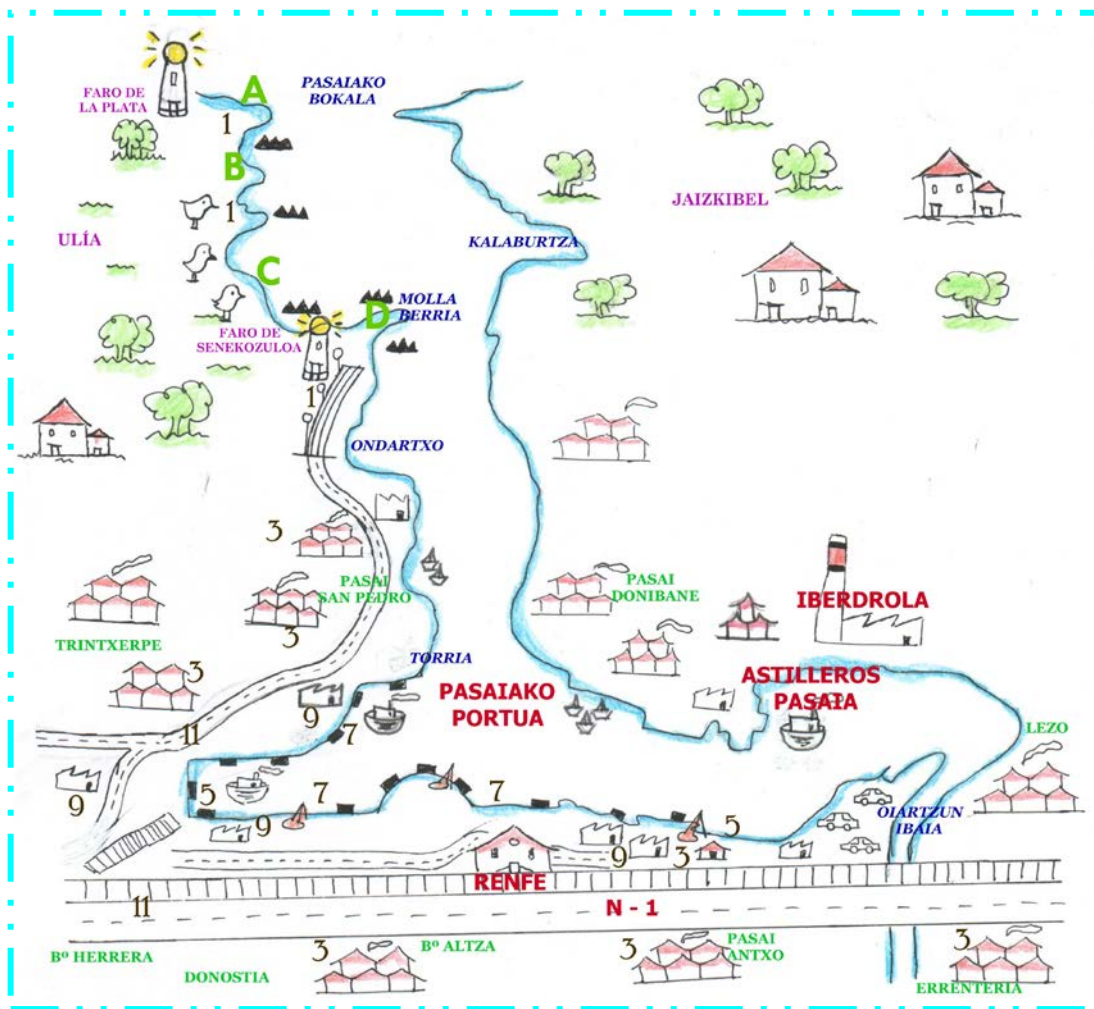 FARO DE
LA PLATA
A
PASAIAKO
BOKALA
1
B
1
JAIZKIBEL
ULÍA
KALABURTZA
C
MOLLA
BERRIA
D
FARO DE
SENEKOZULOA
1
ONDARTXO
3
PASAI
SAN PEDRO
PASAI
DONIBANE
IBERDROLA
3
TRINTXERPE
TORRIA
3
PASAIAKO
PORTUA
ASTILLEROS
PASAIA
9
7
11
LEZO
9
5
7
7
9
5
OIARTZUN
IBAIA
9
3
RENFE
11
N - 1
Bº HERRERA
3
Bº ALTZA
3
PASAI
ANTXO
3
DONOSTIA
ERRENTERIA